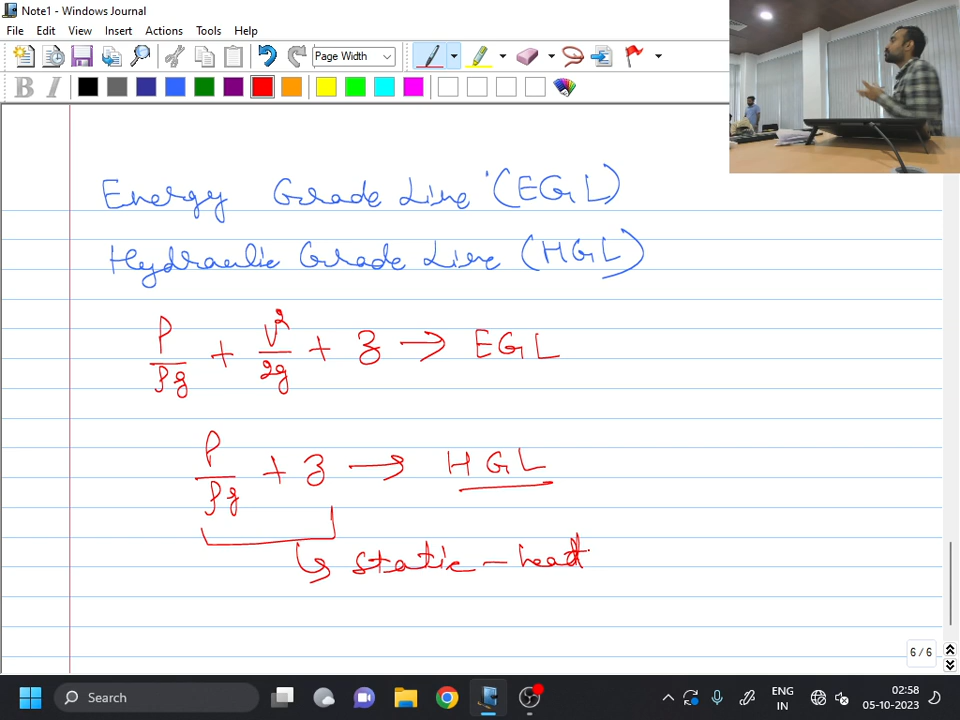 Note1 - Windows Journal
File Edit View Insert Actions Tools Help
Page Width
B I
Energy Grade Line (EGL)
Hydraulic Grade Line (HGL)
P/ρg + V²/2g + z → EGL
P/ρg + z → HGL
↳ static - head
6 / 6
Search
ENG
IN
02:58
05-10-2023